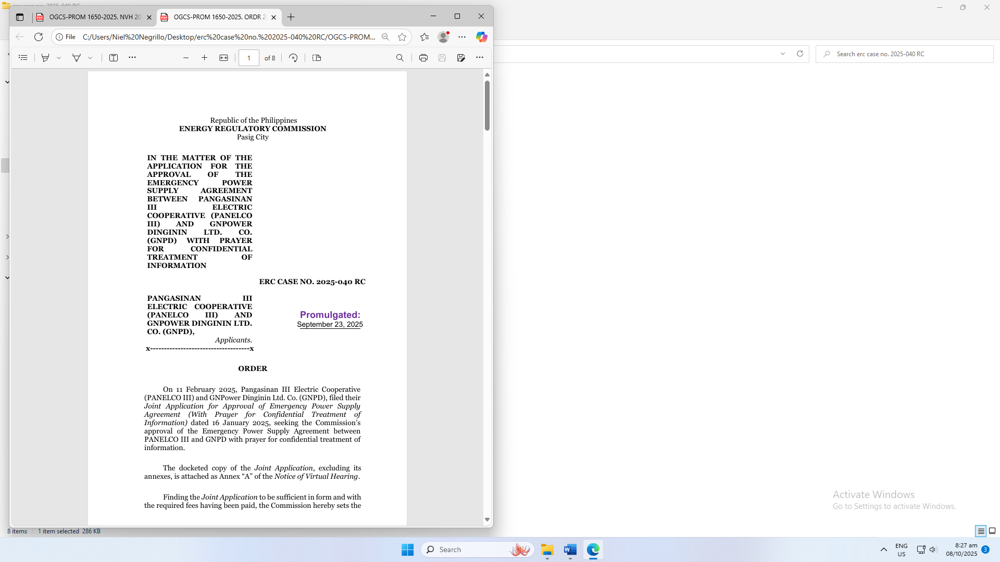 OGCS-PROM 1650-2025. NVH 20
OGCS-PROM 1650-2025. ORDR 2
File
C:/Users/Niel%20Negrillo/Desktop/erc%20case%20no.%202025-040%20RC/OGCS-PROM...
1 of 8
Search erc case no. 2025-040 RC
Republic of the Philippines
ENERGY REGULATORY COMMISSION
Pasig City
IN THE MATTER OF THE
APPLICATION FOR THE
APPROVAL OF THE
EMERGENCY POWER
SUPPLY AGREEMENT
BETWEEN PANGASINAN
III ELECTRIC
COOPERATIVE (PANELCO
III) AND GNPOWER
DINGININ LTD. CO.
(GNPD) WITH PRAYER
FOR CONFIDENTIAL
TREATMENT OF
INFORMATION
ERC CASE NO. 2025-040 RC
PANGASINAN III
ELECTRIC COOPERATIVE
(PANELCO III) AND
GNPOWER DINGININ LTD.
CO. (GNPD),
Applicants.
x------------------------------------x
Promulgated:
September 23, 2025
ORDER
On 11 February 2025, Pangasinan III Electric Cooperative
(PANELCO III) and GNPower Dinginin Ltd. Co. (GNPD), filed their
Joint Application for Approval of Emergency Power Supply
Agreement (With Prayer for Confidential Treatment of
Information) dated 16 January 2025, seeking the Commission’s
approval of the Emergency Power Supply Agreement between
PANELCO III and GNPD with prayer for confidential treatment of
information.
The docketed copy of the Joint Application, excluding its
annexes, is attached as Annex “A” of the Notice of Virtual Hearing.
Finding the Joint Application to be sufficient in form and with
the required fees having been paid, the Commission hereby sets the
Activate Windows
Go to Settings to activate Windows.
8 items 1 item selected 286 KB
Search
ENG
US
8:27 am
08/10/2025
3